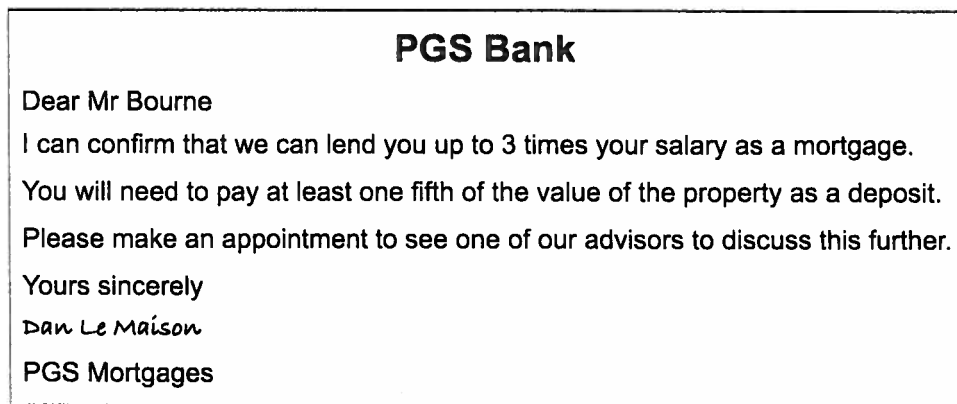 PGS Bank
Dear Mr Bourne
I can confirm that we can lend you up to 3 times your salary as a mortgage.
You will need to pay at least one fifth of the value of the property as a deposit.
Please make an appointment to see one of our advisors to discuss this further.
Yours sincerely
Dan Le Maison
PGS Mortgages